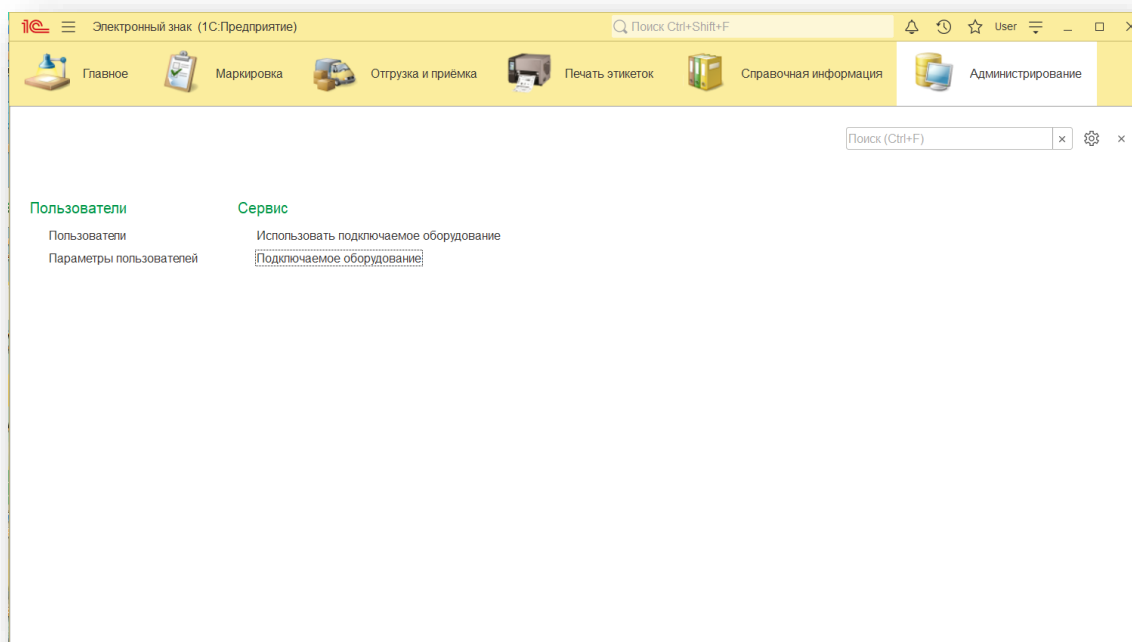 1С Электронный знак (1С:Предприятие) Поиск Ctrl+Shift+F User
Главное Маркировка Отгрузка и приёмка Печать этикеток Справочная информация Администрирование
Поиск (Ctrl+F)
Пользователи Сервис
Пользователи Использовать подключаемое оборудование
Параметры пользователей Подключаемое оборудование